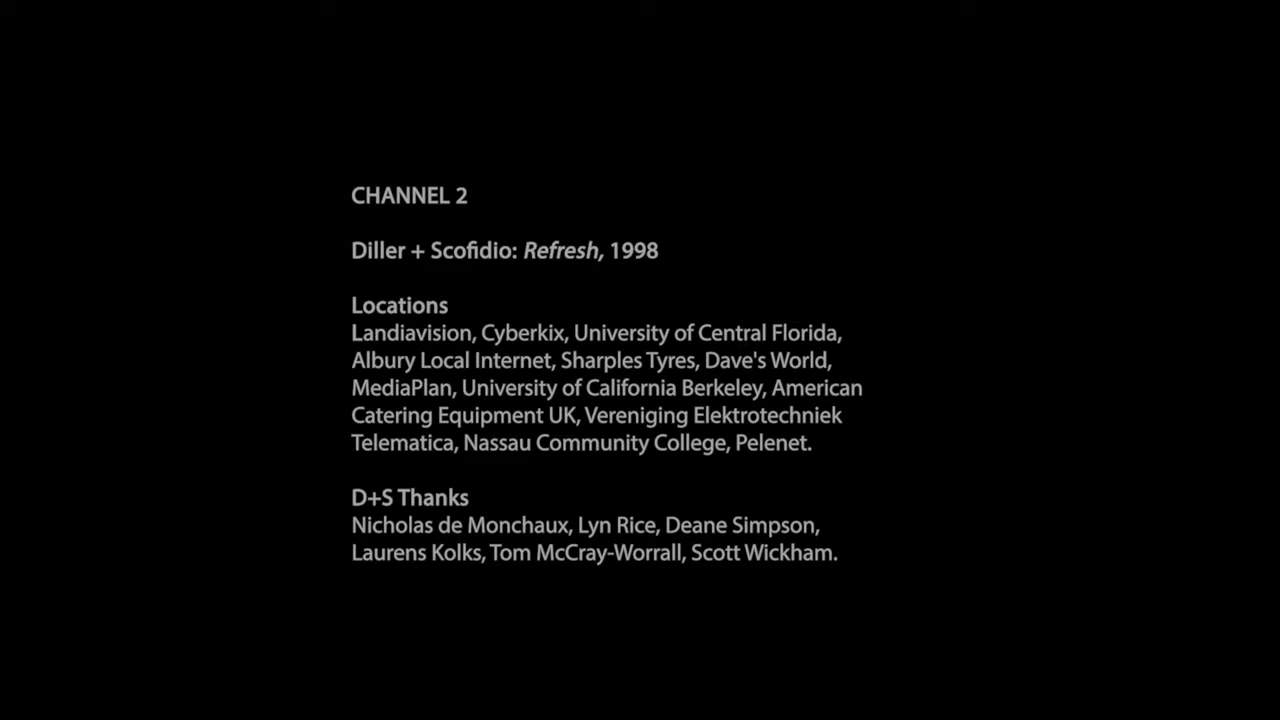 CHANNEL 2
Diller + Scofidio: Refresh, 1998
Locations
Landiavision, Cyberkix, University of Central Florida,
Albury Local Internet, Sharples Tyres, Dave's World,
MediaPlan, University of California Berkeley, American
Catering Equipment UK, Vereniging Elektrotechniek
Telematica, Nassau Community College, Pelenet.
D+S Thanks
Nicholas de Monchaux, Lyn Rice, Deane Simpson,
Laurens Kolks, Tom McCray-Worrall, Scott Wickham.